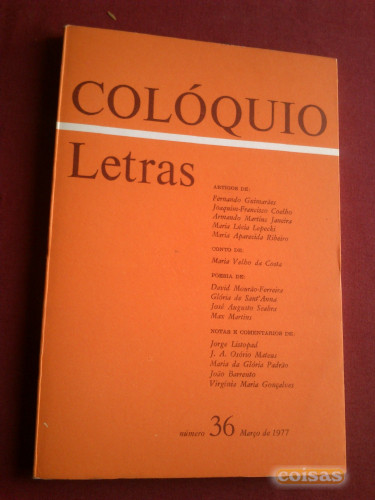 COLÓQUIO
Letras
ARTIGOS DE:
Fernando Guimarães
Joaquim-Francisco Coelho
Armando Martins Janeira
Maria Lúcia Lepecki
Maria Aparecida Ribeiro
CONTO DE:
Maria Velho da Costa
POESIA DE:
David Mourão-Ferreira
Glória de Sant'Anna
José Augusto Seabra
Max Martins
NOTAS E COMENTÁRIOS DE:
Jorge Listopad
J. A. Osório Mateus
Maria da Glória Padrão
João Barrento
Virgínia Maria Gonçalves
número 36 Março de 1977
coisas